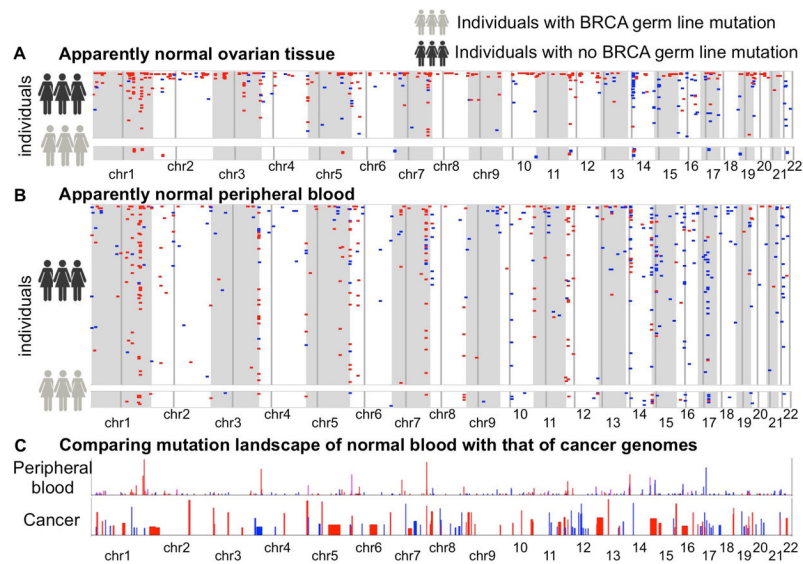 Individuals with BRCA germ line mutation
A Apparently normal ovarian tissue
Individuals with no BRCA germ line mutation
individuals
chr1 chr2 chr3 chr4 chr5 chr6 chr7 chr8 chr9 10 11 12 13 14 15 16 17 18 19 20 21 22
B Apparently normal peripheral blood
individuals
chr1 chr2 chr3 chr4 chr5 chr6 chr7 chr8 chr9 10 11 12 13 14 15 16 17 18 19 20 21 22
C Comparing mutation landscape of normal blood with that of cancer genomes
Peripheral
blood
Cancer
chr1 chr2 chr3 chr4 chr5 chr6 chr7 chr8 chr9 10 11 12 13 14 15 16 17 18 19 20 21 22